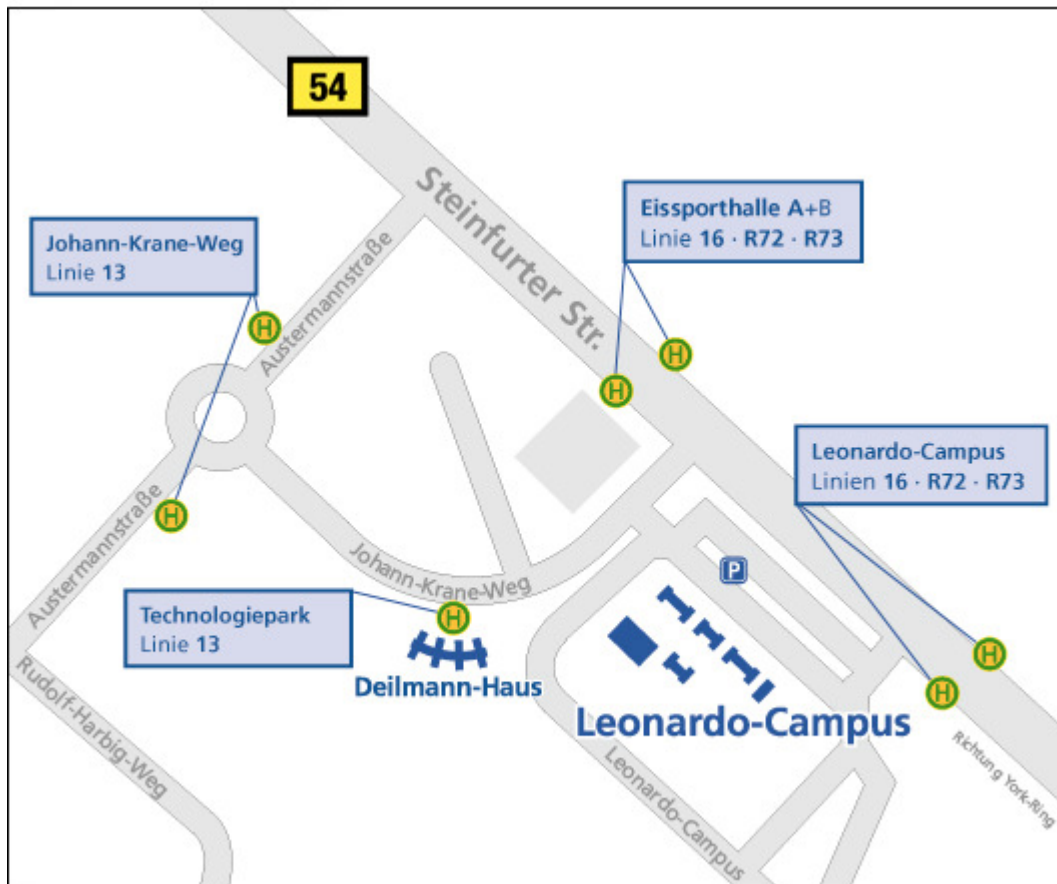 54
Steinfurter Str.
Eissporthalle A+B
Linie 16 · R72 · R73
Johann-Krane-Weg
Linie 13
Austermannstraße
H
H
H
Leonardo-Campus
Linien 16 · R72 · R73
H
Austermannstraße
Johann-Krane-Weg
P
Technologiepark
Linie 13
H
Deilmann-Haus
H
H
Leonardo-Campus
Rudolf-Harbig-Weg
Leonardo-Campus
Richtung York-Ring